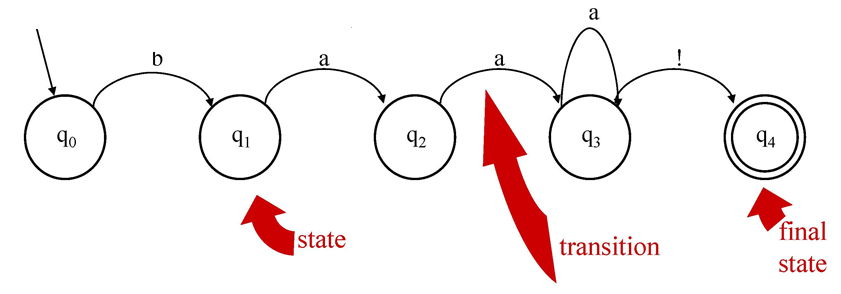 b
a
a
a
!
q0
q1
q2
q3
q4
state
transition
final
state